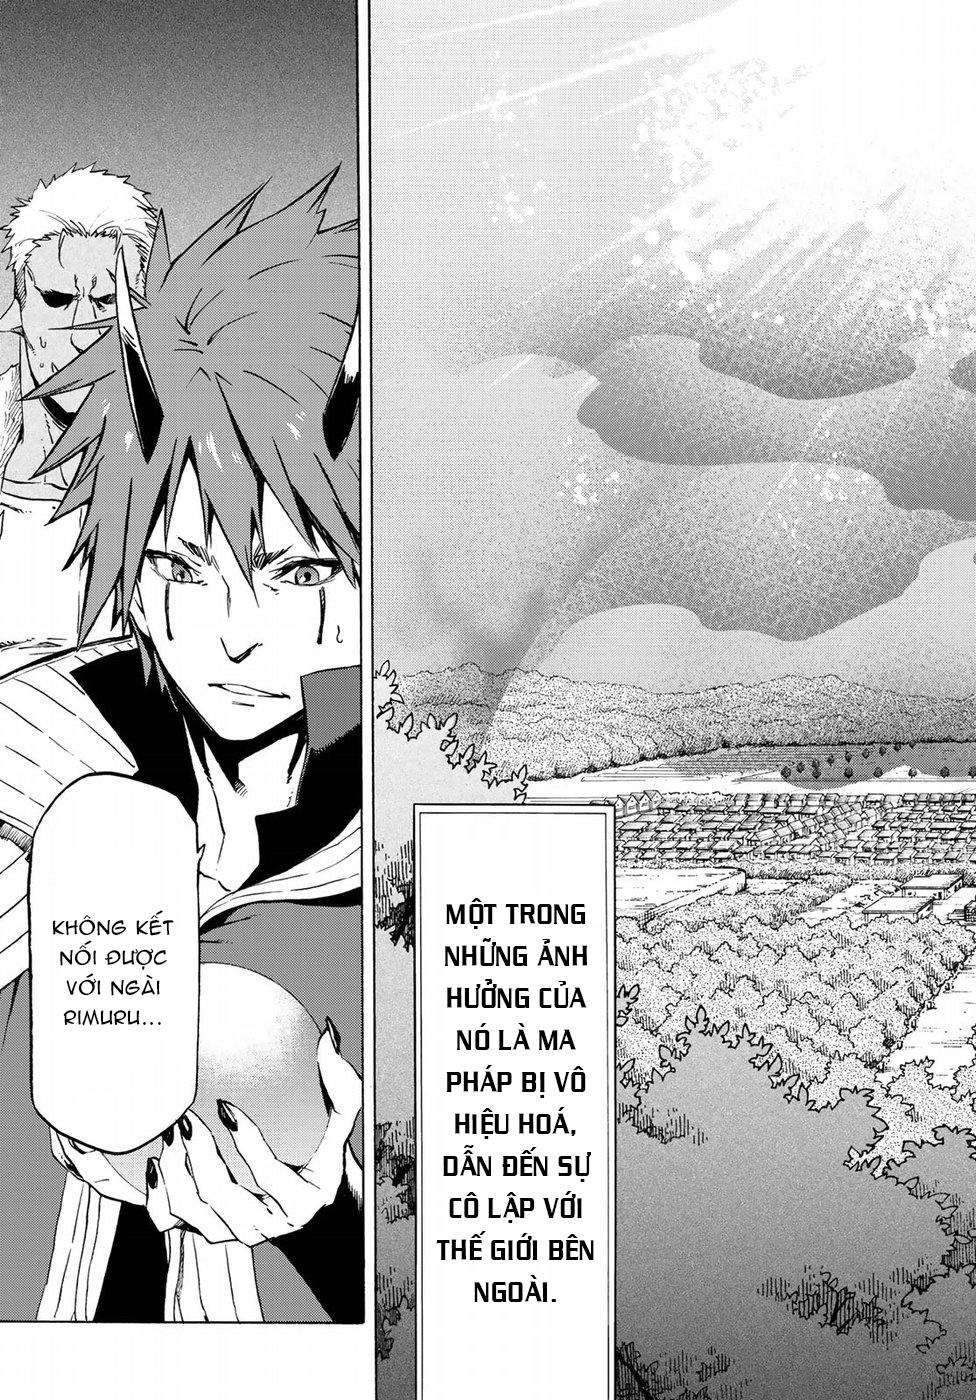 MỘT TRONG
NHỮNG ẢNH
HƯỞNG CỦA
NÓ LÀ MA
PHÁP BỊ VÔ
HIỆU HOÁ,
DẪN ĐẾN SỰ
CÔ LẬP VỚI
THẾ GIỚI BÊN
NGOÀI.
KHÔNG KẾT
NỐI ĐƯỢC
VỚI NGÀI
RIMURU...